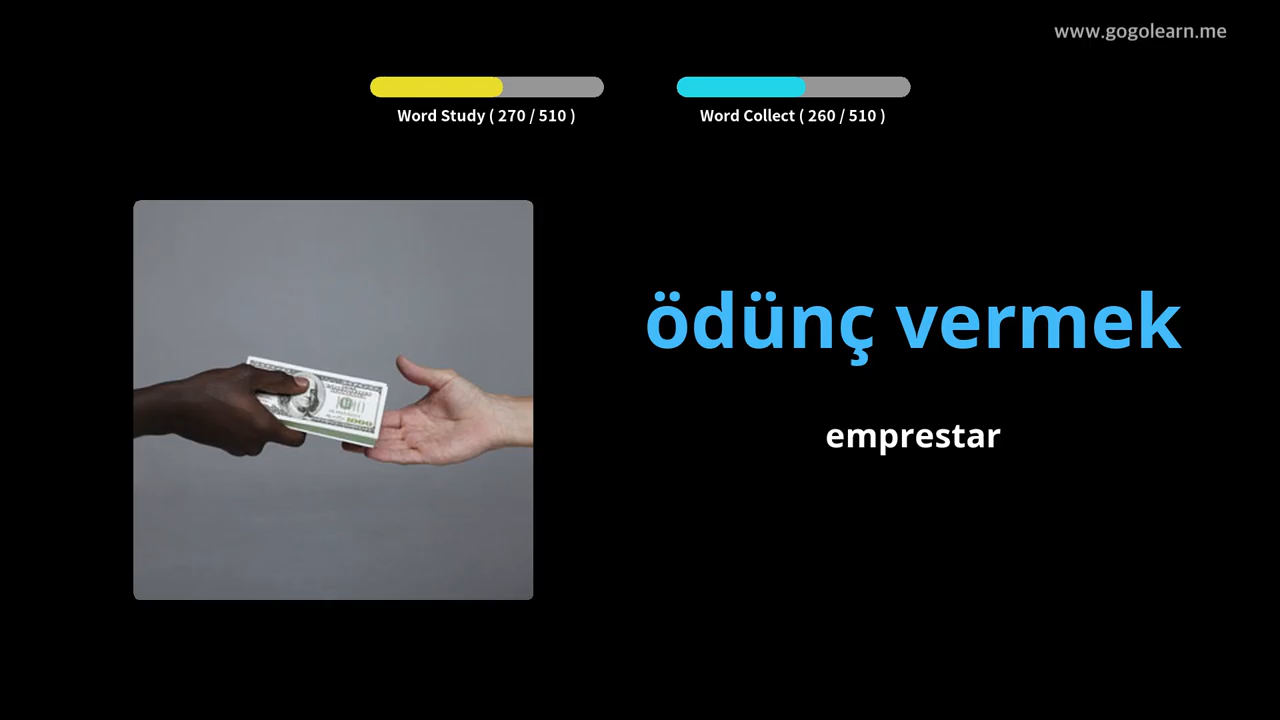 www.gogolearn.me
Word Study ( 270 / 510 )
Word Collect ( 260 / 510 )
ödünç vermek
emprestar